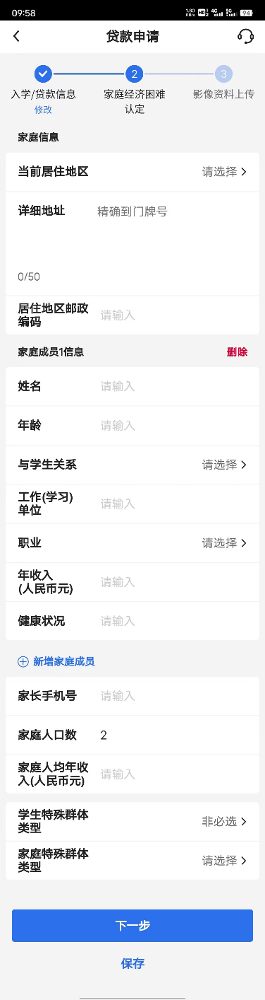 09:58
1.80 KB/s HD 1 2 4G 5G 94
贷款申请
2
3
入学/贷款信息
修改
家庭经济困难
认定
影像资料上传
家庭信息
当前居住地区 请选择
详细地址 精确到门牌号
0/50
居住地区邮政
编码
请输入
家庭成员1信息 删除
姓名 请输入
年龄 请输入
与学生关系 请选择
工作(学习)
单位
请输入
职业 请选择
年收入
(人民币元)
请输入
健康状况 请输入
新增家庭成员
家长手机号 请输入
家庭人口数 2
家庭人均年收
入(人民币元)
请输入
学生特殊群体
类型
非必选
家庭特殊群体
类型
请选择
下一步
保存